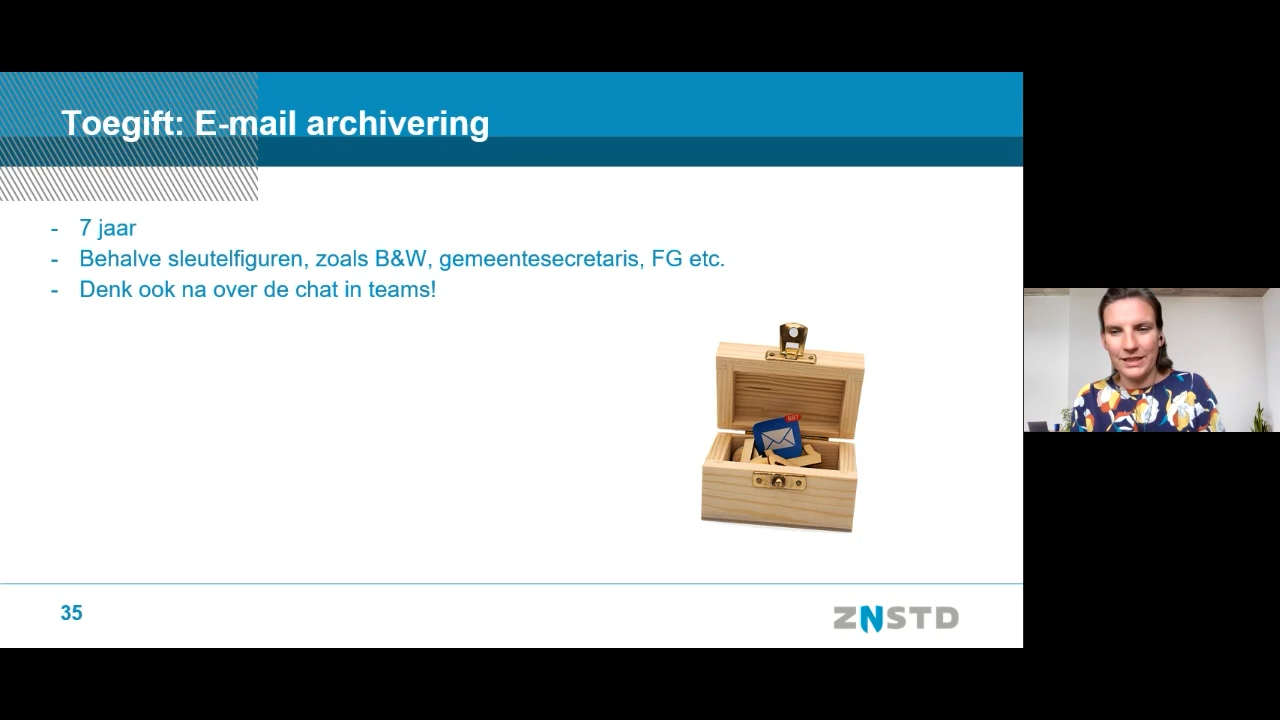 Toegift: E-mail archivering
- 7 jaar
- Behalve sleutelfiguren, zoals B&W, gemeentesecretaris, FG etc.
- Denk ook na over de chat in teams!
35
ZNSTD